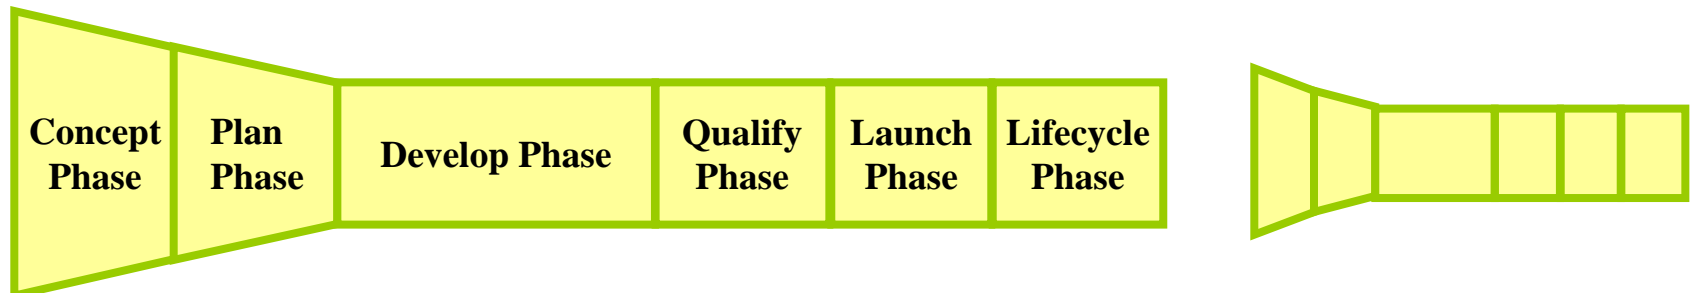 Concept
Phase
Plan
Phase
Develop Phase
Qualify
Phase
Launch
Phase
Lifecycle
Phase